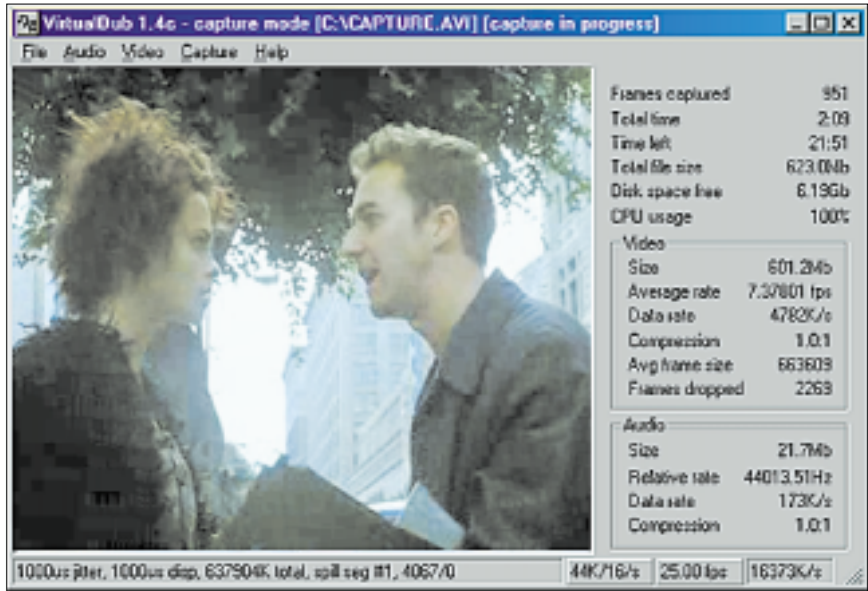 VirtualDub 1.4c - capture mode [C:\CAPTURE.AVI] [capture in progress]
File Audio Video Capture Help
Frames captured 951
Total time 2:09
Time left 21:51
Total file size 623.0Mb
Disk space free 6.19Gb
CPU usage 100%
Video
Size 601.2Mb
Average rate 7.37801 fps
Data rate 4782K/s
Compression 1.0:1
Avg frame size 663609
Frames dropped 2269
Audio
Size 21.7Mb
Relative rate 44013.51Hz
Data rate 173K/s
Compression 1.0:1
1000us jitter, 1000us disp, 637904K total, spill seg #1, 4067/0 44K/16/s 25.00 fps 16373K/s